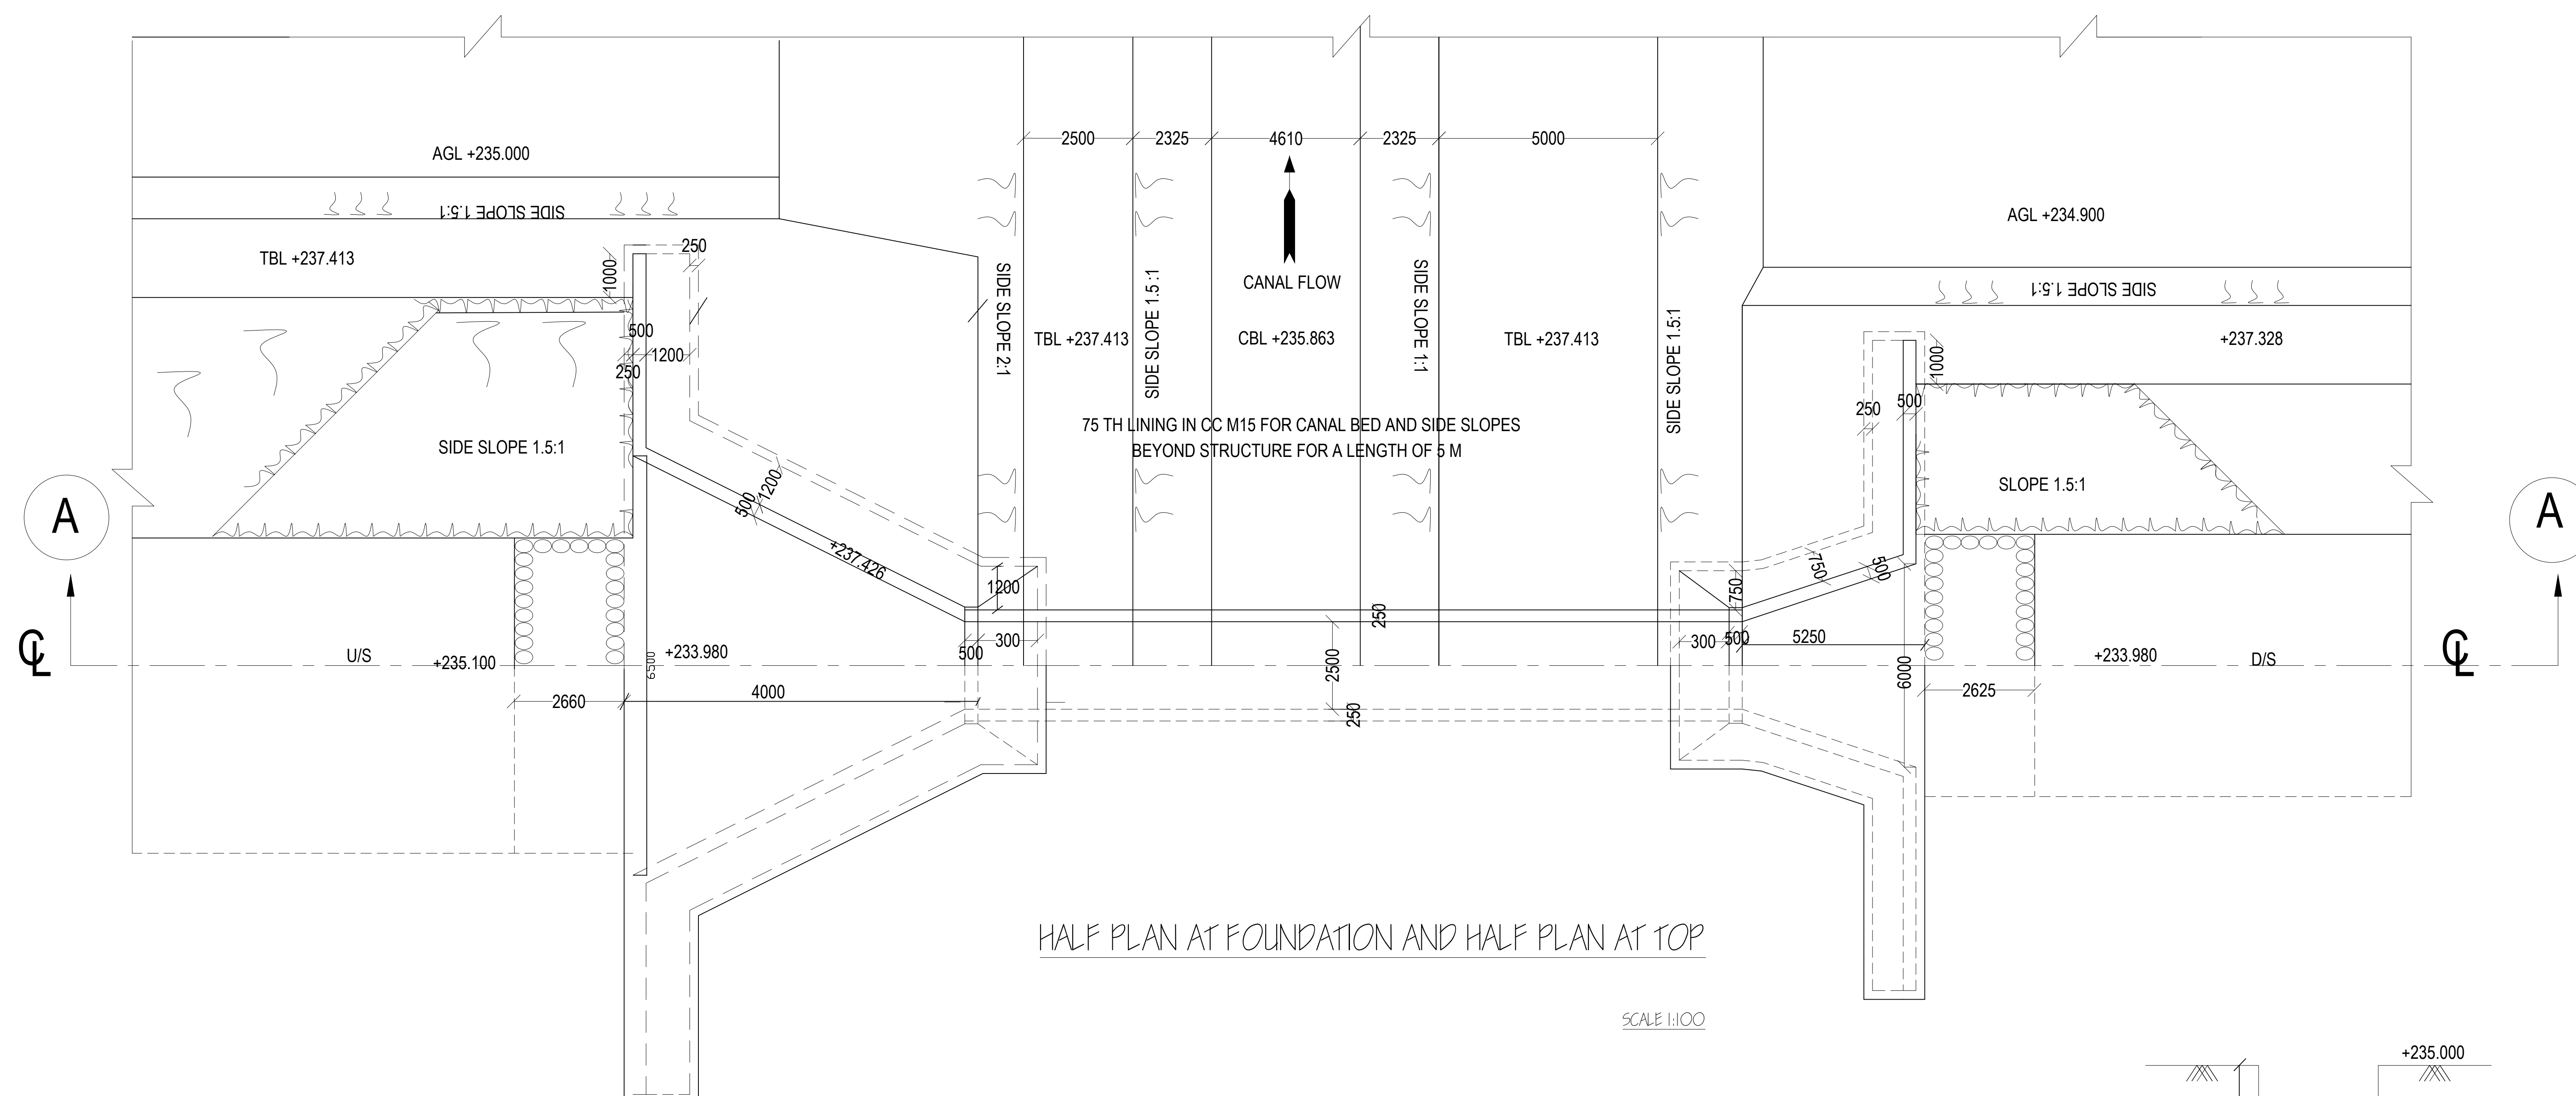 2500
2325
4610
2325
5000
AGL +235.000
SIDE SLOPE 1.5:1
AGL +234.900
TBL +237.413
250
1000
CANAL FLOW
SIDE SLOPE 1.5:1
SIDE SLOPE 2:1
SIDE SLOPE 1.5 :1
SIDE SLOPE 1:1
SIDE SLOPE 1.5:1
500
1200
250
TBL +237.413
CBL +235.863
TBL +237.413
+237.328
1000
250
500
75 TH LINING IN CC M15 FOR CANAL BED AND SIDE SLOPES
BEYOND STRUCTURE FOR A LENGTH OF 5 M
SIDE SLOPE 1.5:1
SLOPE 1.5:1
500
1200
A
A
+237.426
1200
750
750
500
250
300
500
300
500
5250
℄
U/S
+235.100
6500
+233.980
2500
6000
+233.980
D/S
℄
2660
4000
250
2625
HALF PLAN AT FOUNDATION AND HALF PLAN AT TOP
SCALE 1:100
+235.000